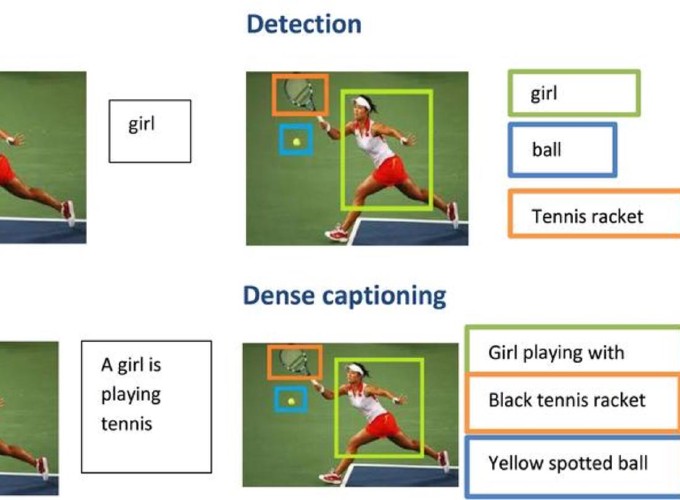 Detection
girl
girl
ball
Tennis racket
Dense captioning
A girl is
playing
tennis
Girl playing with
Black tennis racket
Yellow spotted ball